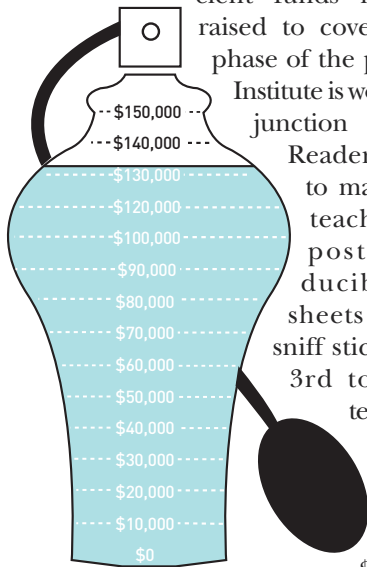 cient funds
raised to cove
phase of the p
Institute is wo
junction
Reader
to ma
teach
post
ducib
sheets
sniff stic
3rd to
te
$150,000
$140,000
$130,000
$120,000
$100,000
$90,000
$80,000
$70,000
$60,000
$50,000
$40,000
$30,000
$20,000
$10,000
$0